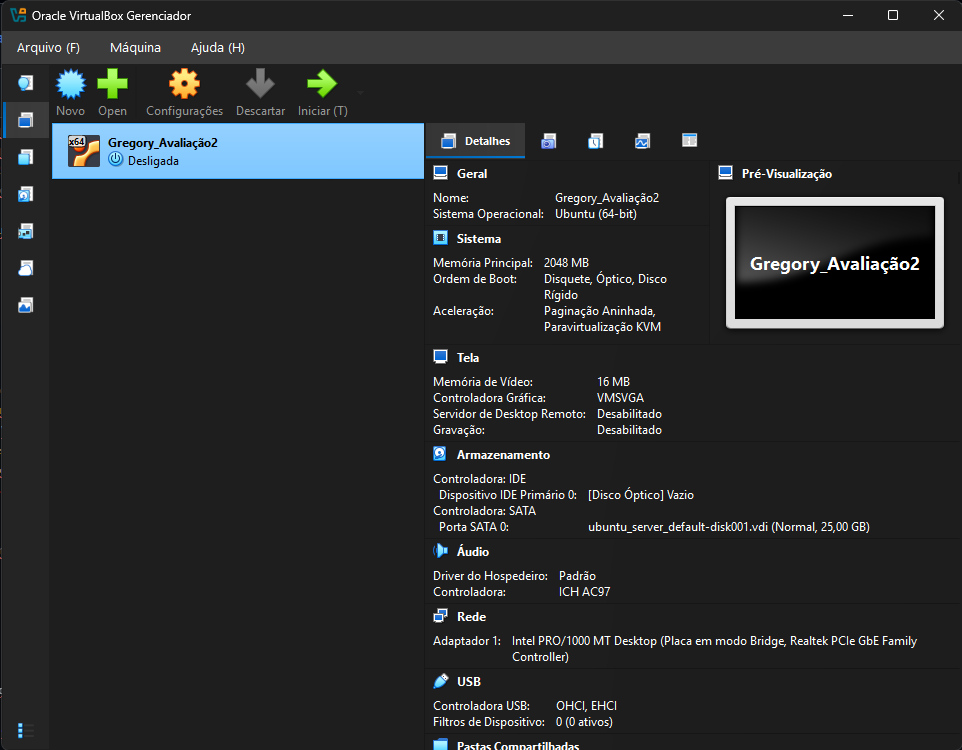 Oracle VirtualBox Gerenciador
Arquivo (F) Máquina Ajuda (H)
Novo Open Configurações Descartar Iniciar (T)
x64
Gregory_Avaliação2
Desligada
Detalhes
Geral
Nome: Gregory_Avaliação2
Sistema Operacional: Ubuntu (64-bit)
Sistema
Memória Principal: 2048 MB
Ordem de Boot: Disquete, Óptico, Disco
Rígido
Aceleração: Paginação Aninhada,
Paravirtualização KVM
Pré-Visualização
Gregory_Avaliação2
Tela
Memória de Vídeo: 16 MB
Controladora Gráfica: VMSVGA
Servidor de Desktop Remoto: Desabilitado
Gravação: Desabilitado
Armazenamento
Controladora: IDE
Dispositivo IDE Primário 0: [Disco Óptico] Vazio
Controladora: SATA
Porta SATA 0: ubuntu_server_default-disk001.vdi (Normal, 25,00 GB)
Áudio
Driver do Hospedeiro: Padrão
Controladora: ICH AC97
Rede
Adaptador 1: Intel PRO/1000 MT Desktop (Placa em modo Bridge, Realtek PCIe GbE Family
Controller)
USB
Controladora USB: OHCI, EHCI
Filtros de Dispositivo: 0 (0 ativos)
Pastas Compartilhadas